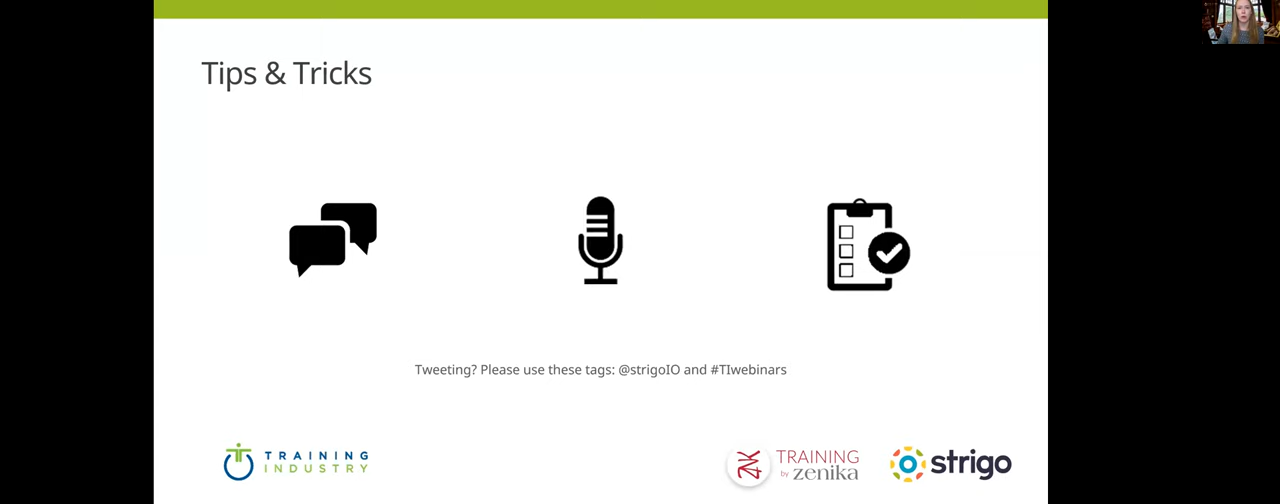 Tips & Tricks
Tweeting? Please use these tags: @strigoIO and #TIwebinars
TRAINING
INDUSTRY
TRAINING
by zenika
strigo